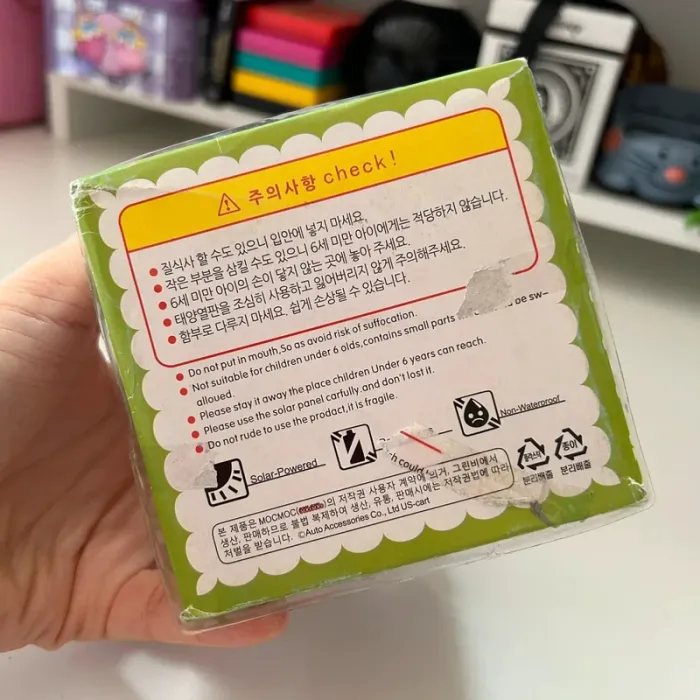 주의사항 check!
질식사 할 수도 있으니 입안에 넣지 마세요,
작은 부분을 삼킬 수도 있으니 6세 미만 아이에게는 적당하지 않습니다.
6세 미만 아이의 손이 닿지 않는 곳에 놓아 주세요.
태양열판을 조심히 사용하고 잃어버리지 않게 주의해주세요.
함부로 다루지 마세요. 쉽게 손상될 수 있습니다.
Do not put in mouth,So as avoid risk of suffocation.
Not suitable for children under 6 olds,contains small parts be sw-
alloued.
Please stay it away the place children Under 6 years can reach.
Please use the solar panel carfully,and don't lost it.
Do not rude to use the prodact,it is fragile.
Solar-Powered
Non-Waterproof
플라스틱
분리배출
종이
분리배출
본 제품은 MOCMOC( )의 저작권 사용자 계약에 의거, 그린비에서
생산, 판매하므로 불법 복제하며 생산, 유통, 판매시에는 저작권법에 따라
처벌을 받습니다. ©Auto Accessories Co., Ltd US-cart